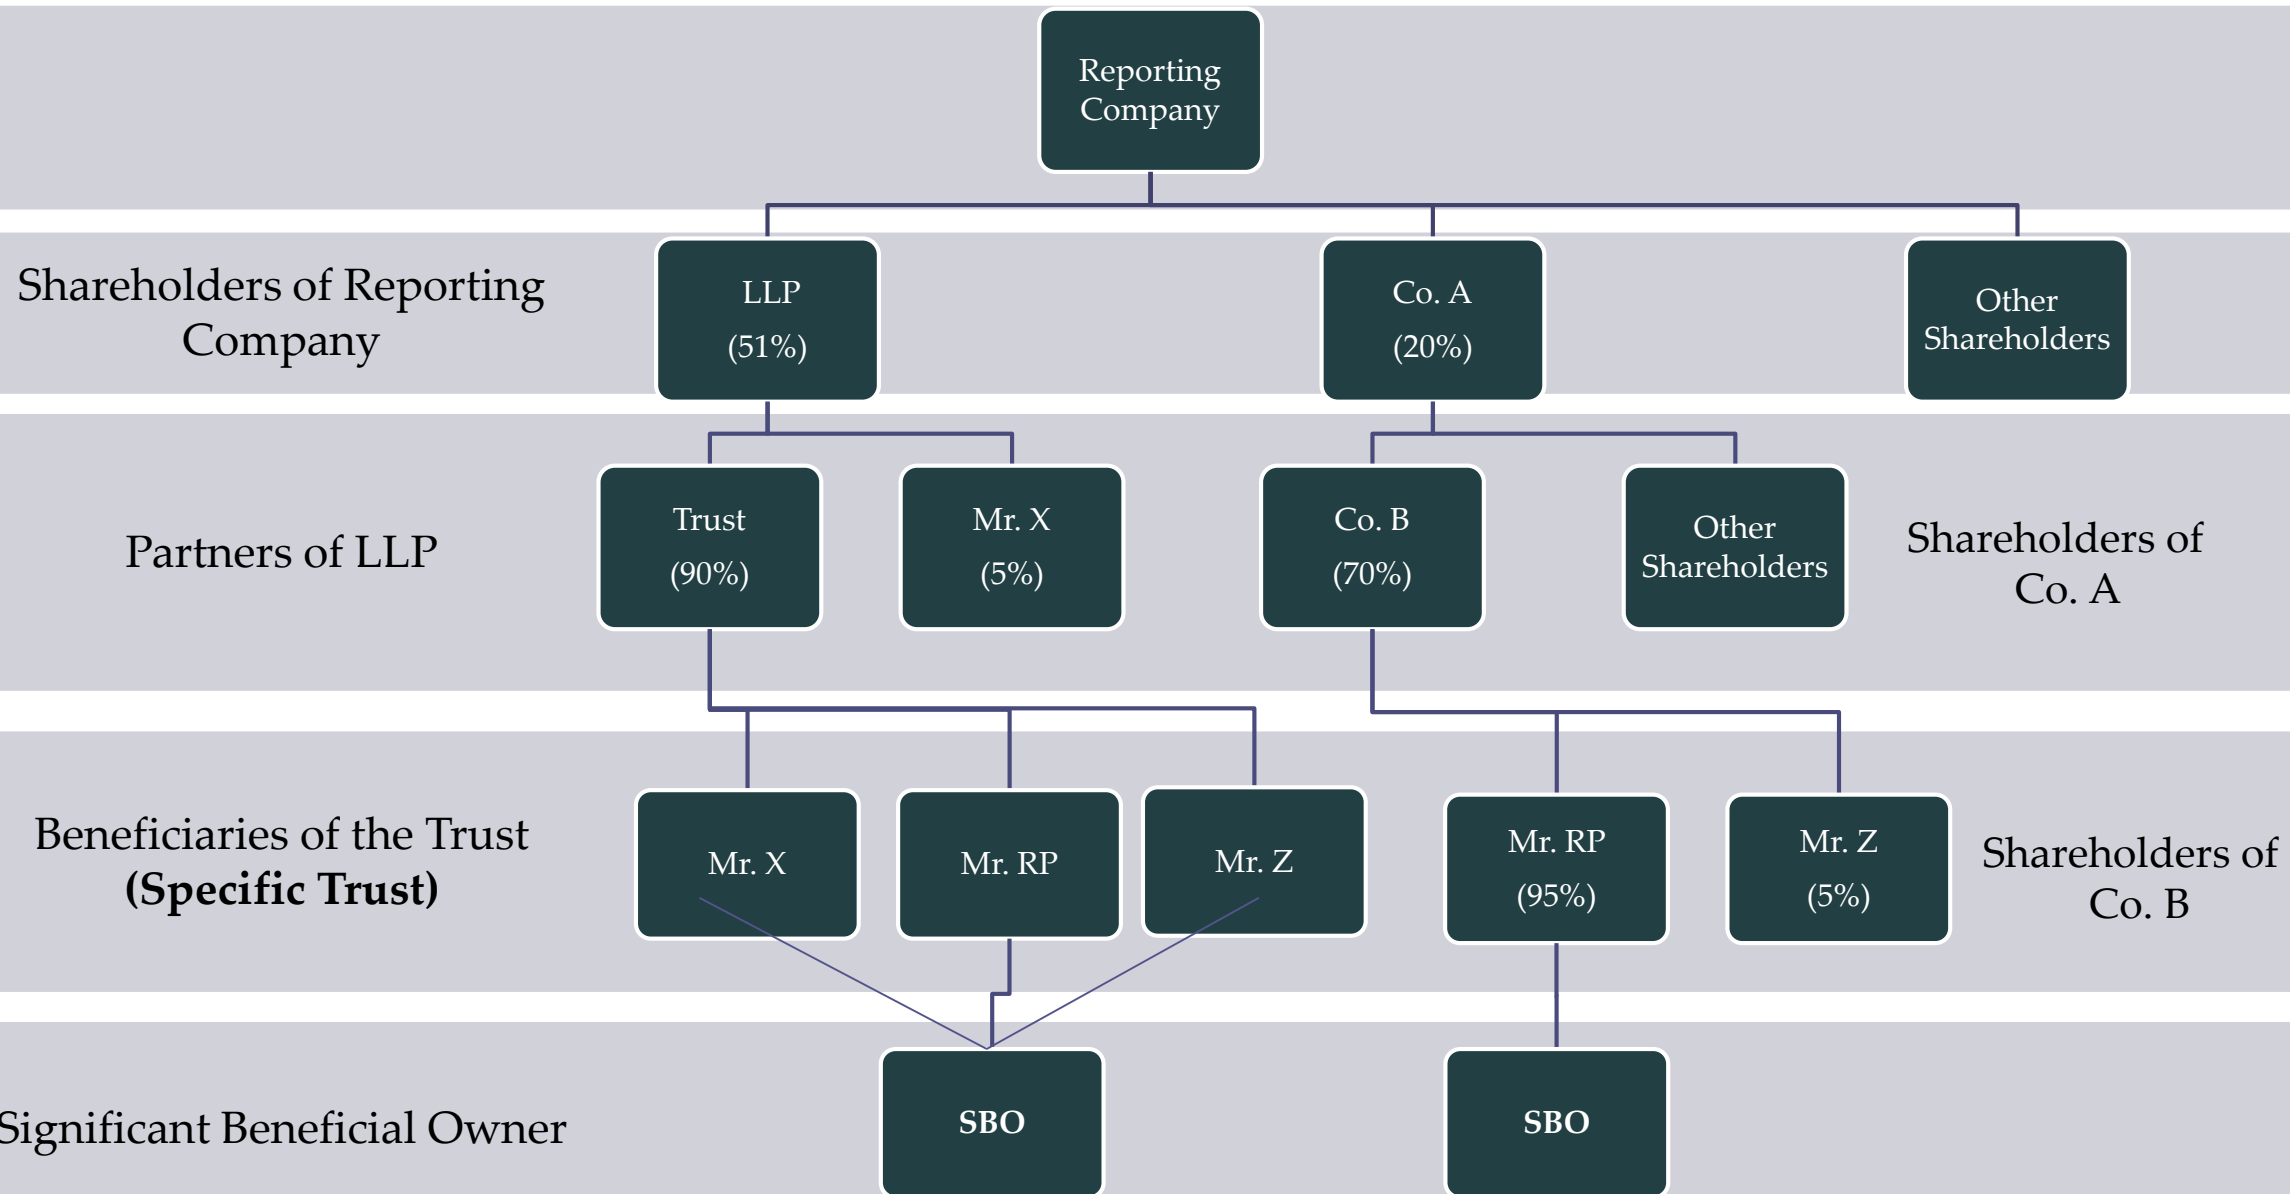 Reporting
Company
Shareholders of Reporting
Company
LLP
(51%)
Co. A
(20%)
Other
Shareholders
Partners of LLP
Trust
(90%)
Mr. X
(5%)
Co. B
(70%)
Other
Shareholders
Shareholders of
Co. A
Beneficiaries of the Trust
(Specific Trust)
Mr. X
Mr. RP
Mr. Z
Mr. RP
(95%)
Mr. Z
(5%)
Shareholders of
Co. B
Significant Beneficial Owner
SBO
SBO